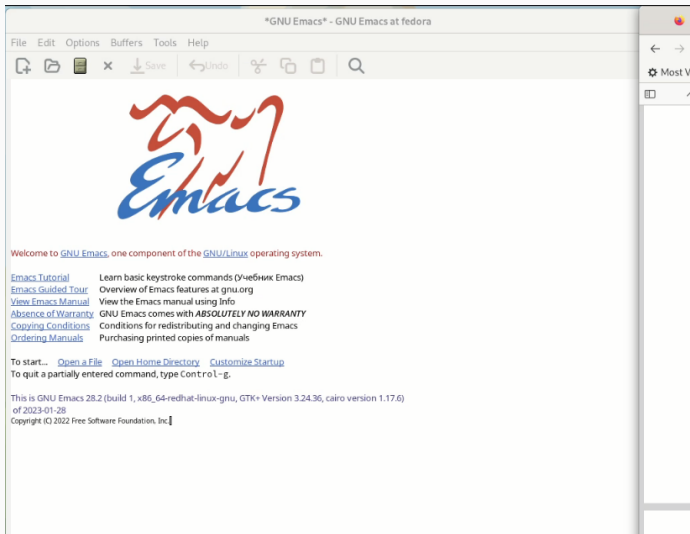 *GNU Emacs* - GNU Emacs at fedora
File Edit Options Buffers Tools Help
Save Undo
Most V
Emacs
Welcome to GNU Emacs, one component of the GNU/Linux operating system.
Emacs Tutorial Learn basic keystroke commands (Учебник Emacs)
Emacs Guided Tour Overview of Emacs features at gnu.org
View Emacs Manual View the Emacs manual using Info
Absence of Warranty GNU Emacs comes with ABSOLUTELY NO WARRANTY
Copying Conditions Conditions for redistributing and changing Emacs
Ordering Manuals Purchasing printed copies of manuals
To start... Open a File Open Home Directory Customize Startup
To quit a partially entered command, type Control-g.
This is GNU Emacs 28.2 (build 1, x86_64-redhat-linux-gnu, GTK+ Version 3.24.36, cairo version 1.17.6)
of 2023-01-28
Copyright (C) 2022 Free Software Foundation, Inc.